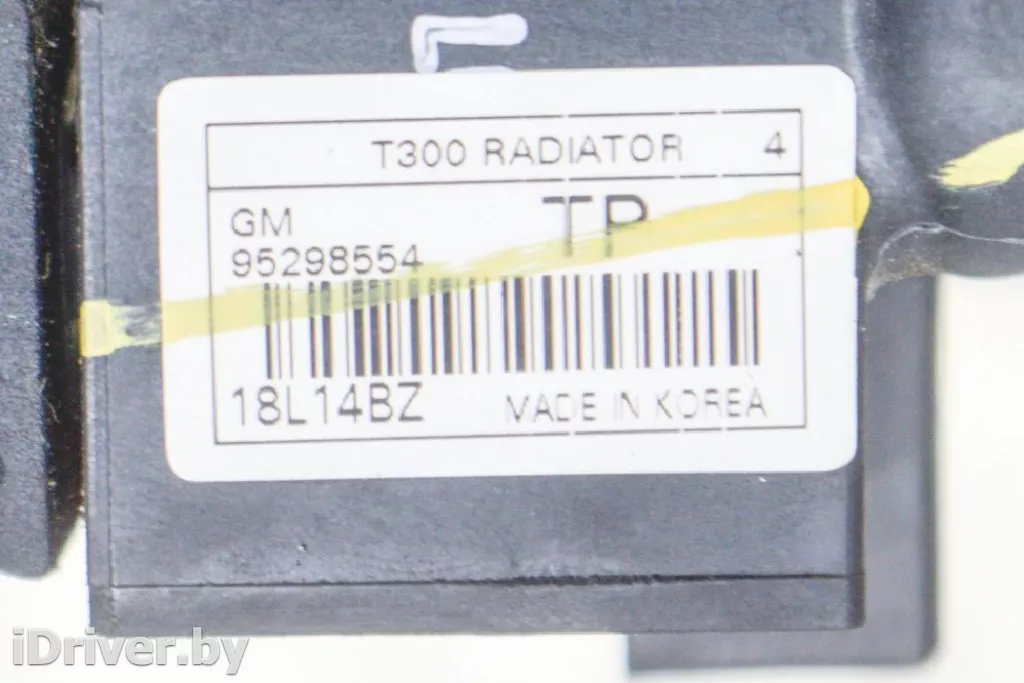 L
T300 RADIATOR 4
GM TP
95298554
18L14BZ MADE IN KOREA
iDriver.by